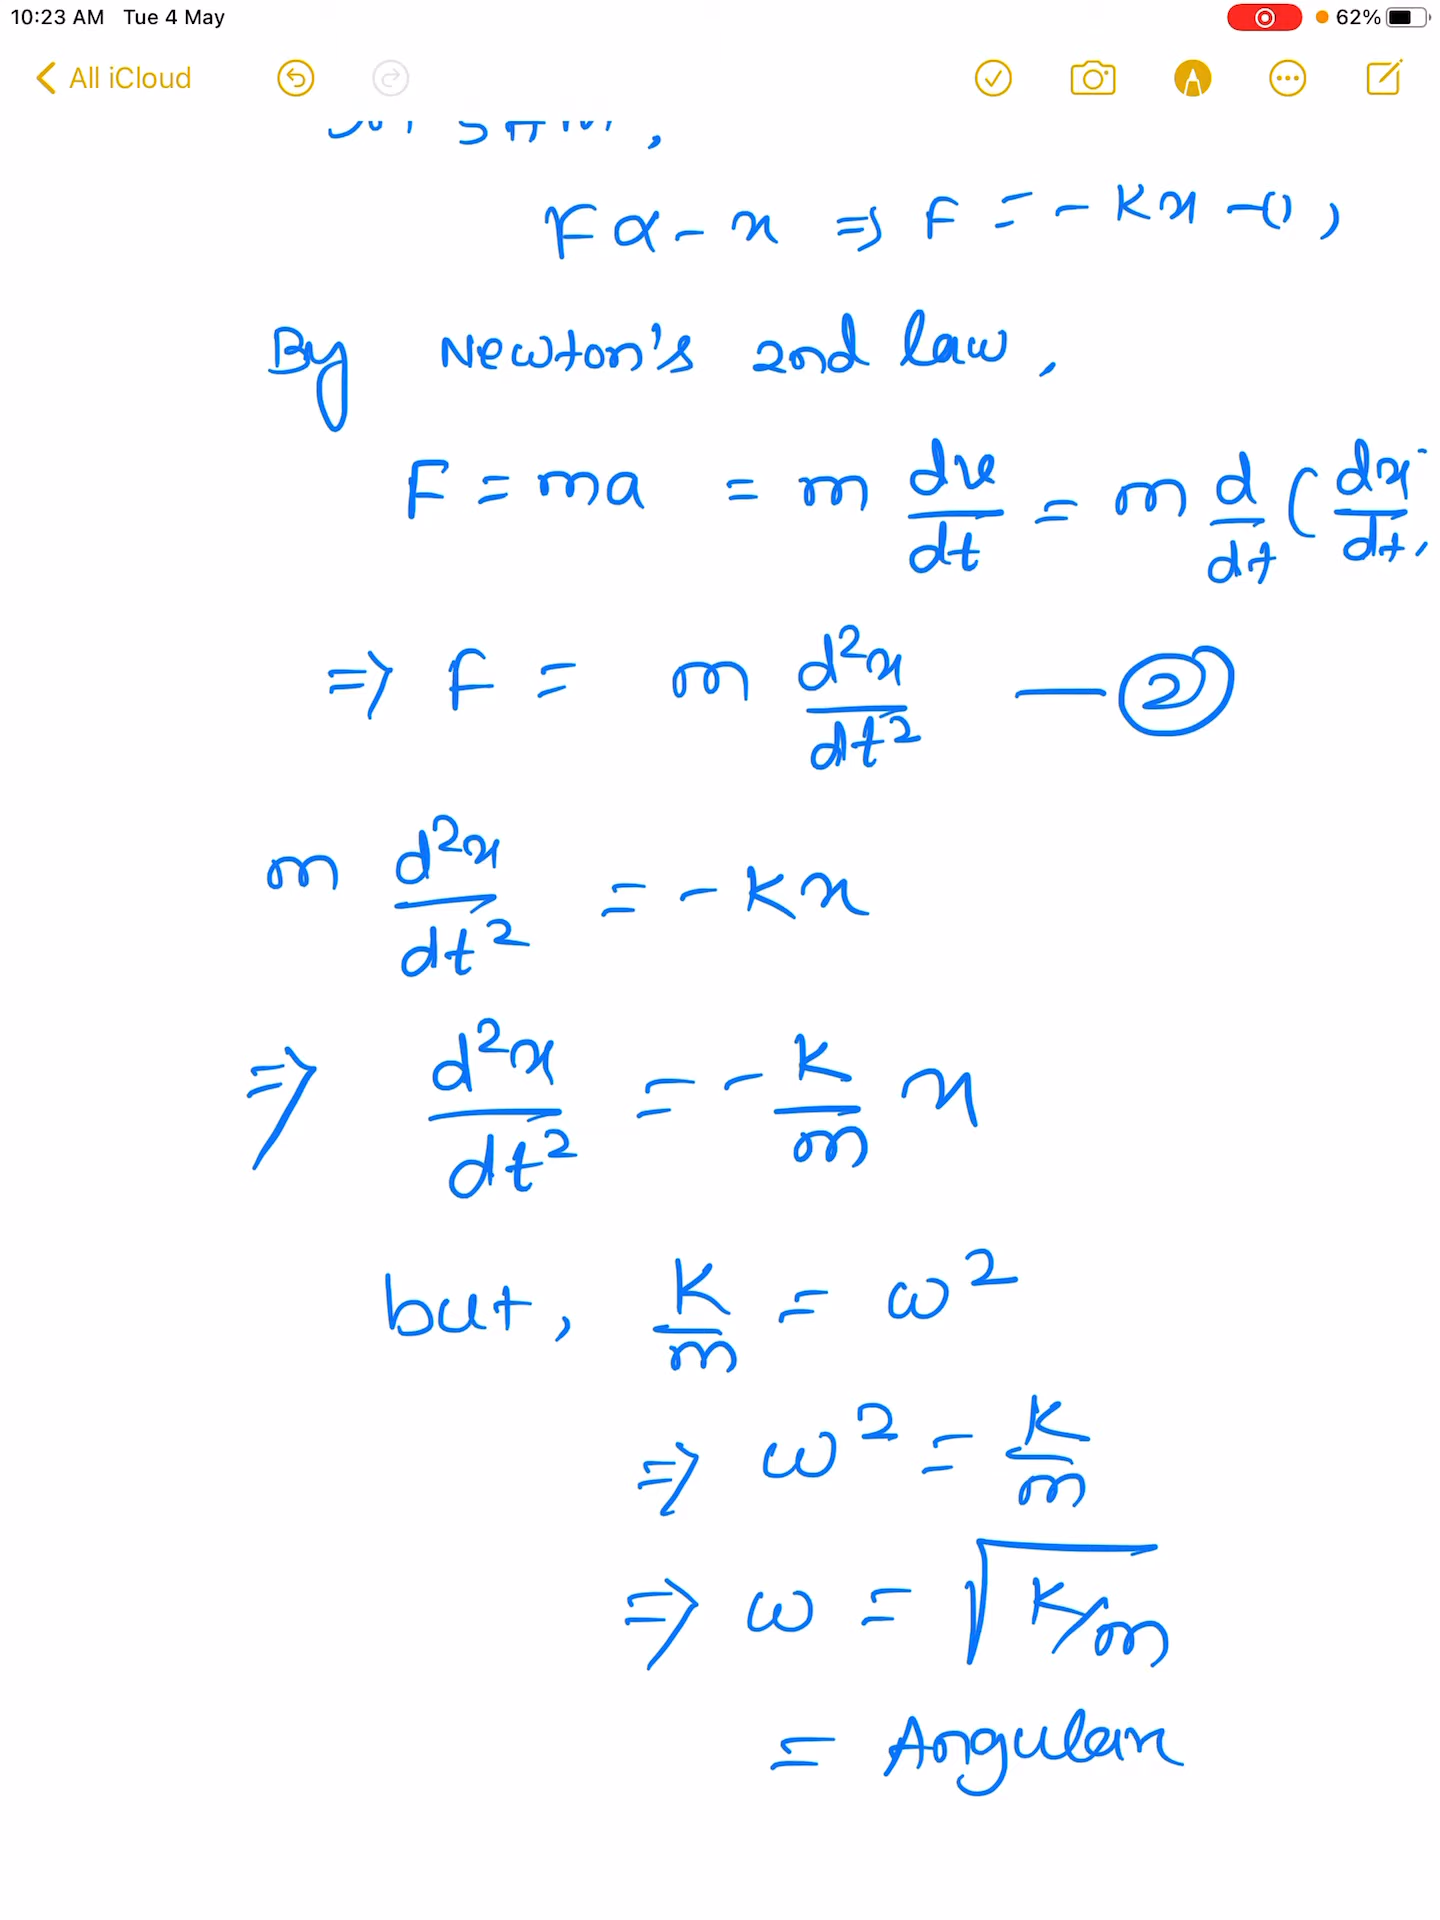 10:23 AM Tue 4 May 62%
All iCloud
F α - x ⇒ F = - Kx -(1)
By Newton's 2nd law,
F = ma = m dv/dt = m d/dt (dx/dt
⇒ F = m d²x/dt² — ②
m d²x/dt² = - Kx
⇒ d²x/dt² = - K/m x
but, K/m = ω²
⇒ ω² = K/m
⇒ ω = √K/m
= Angular